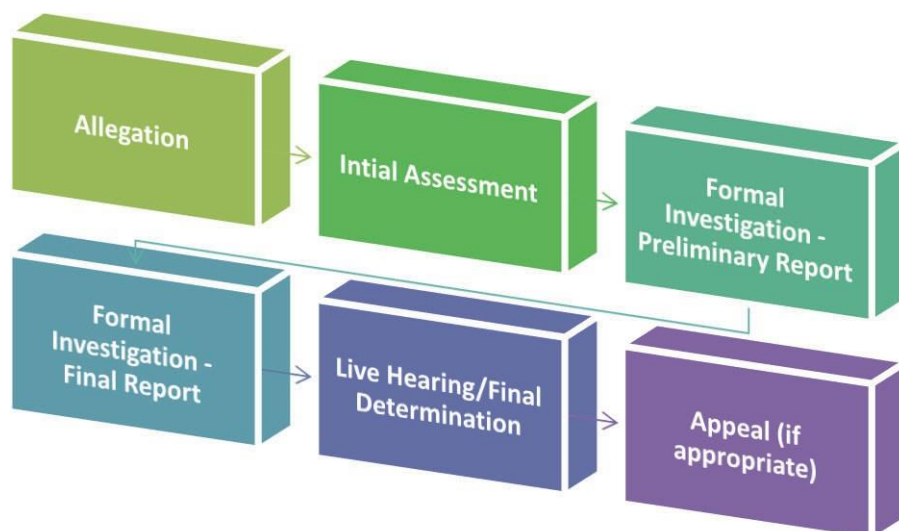 Allegation
Intial Assessment
Formal
Investigation -
Preliminary Report
Formal
Investigation -
Final Report
Live Hearing/Final
Determination
Appeal (if
appropriate)